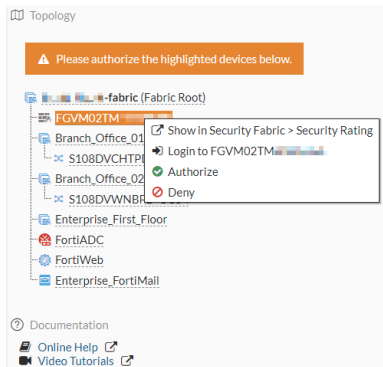 Topology
Please authorize the highlighted devices below.
-fabric (Fabric Root)
FGVM02TM
Show in Security Fabric > Security Rating
Branch_Office_01
Login to FGVM02TM
S108DVCHTP
Authorize
Branch_Office_02
Deny
S108DVWNBR
Enterprise_First_Floor
FortiADC
FortiWeb
Enterprise_FortiMail
Documentation
Online Help
Video Tutorials